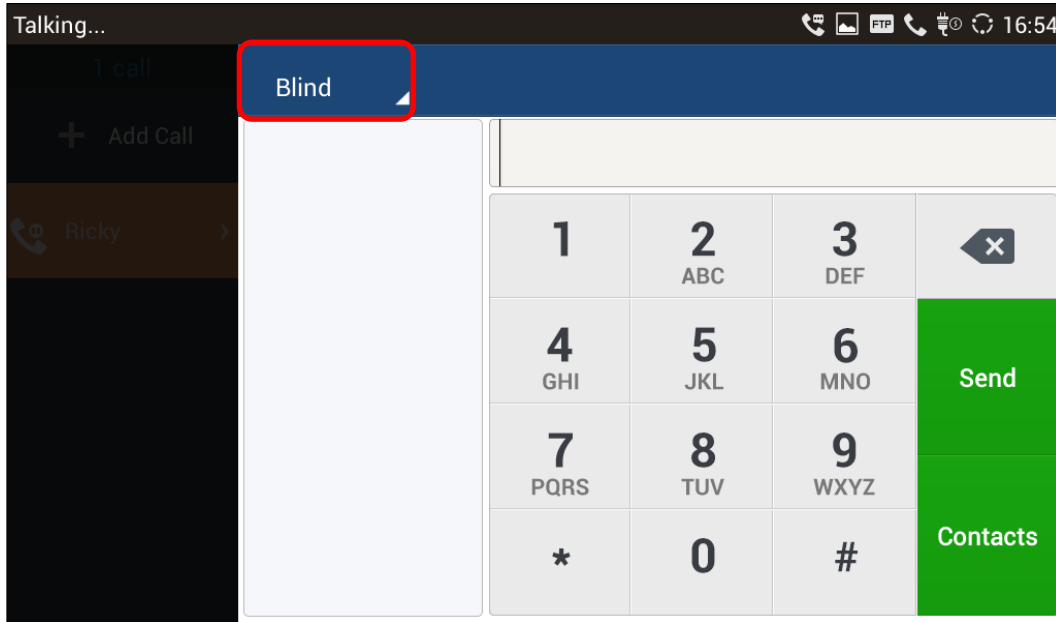 Talking...
FTP
16:54
1 call
Blind
Add Call
Ricky
1
2
ABC
3
DEF
4
GHI
5
JKL
6
MNO
Send
7
PQRS
8
TUV
9
WXYZ
*
0
#
Contacts